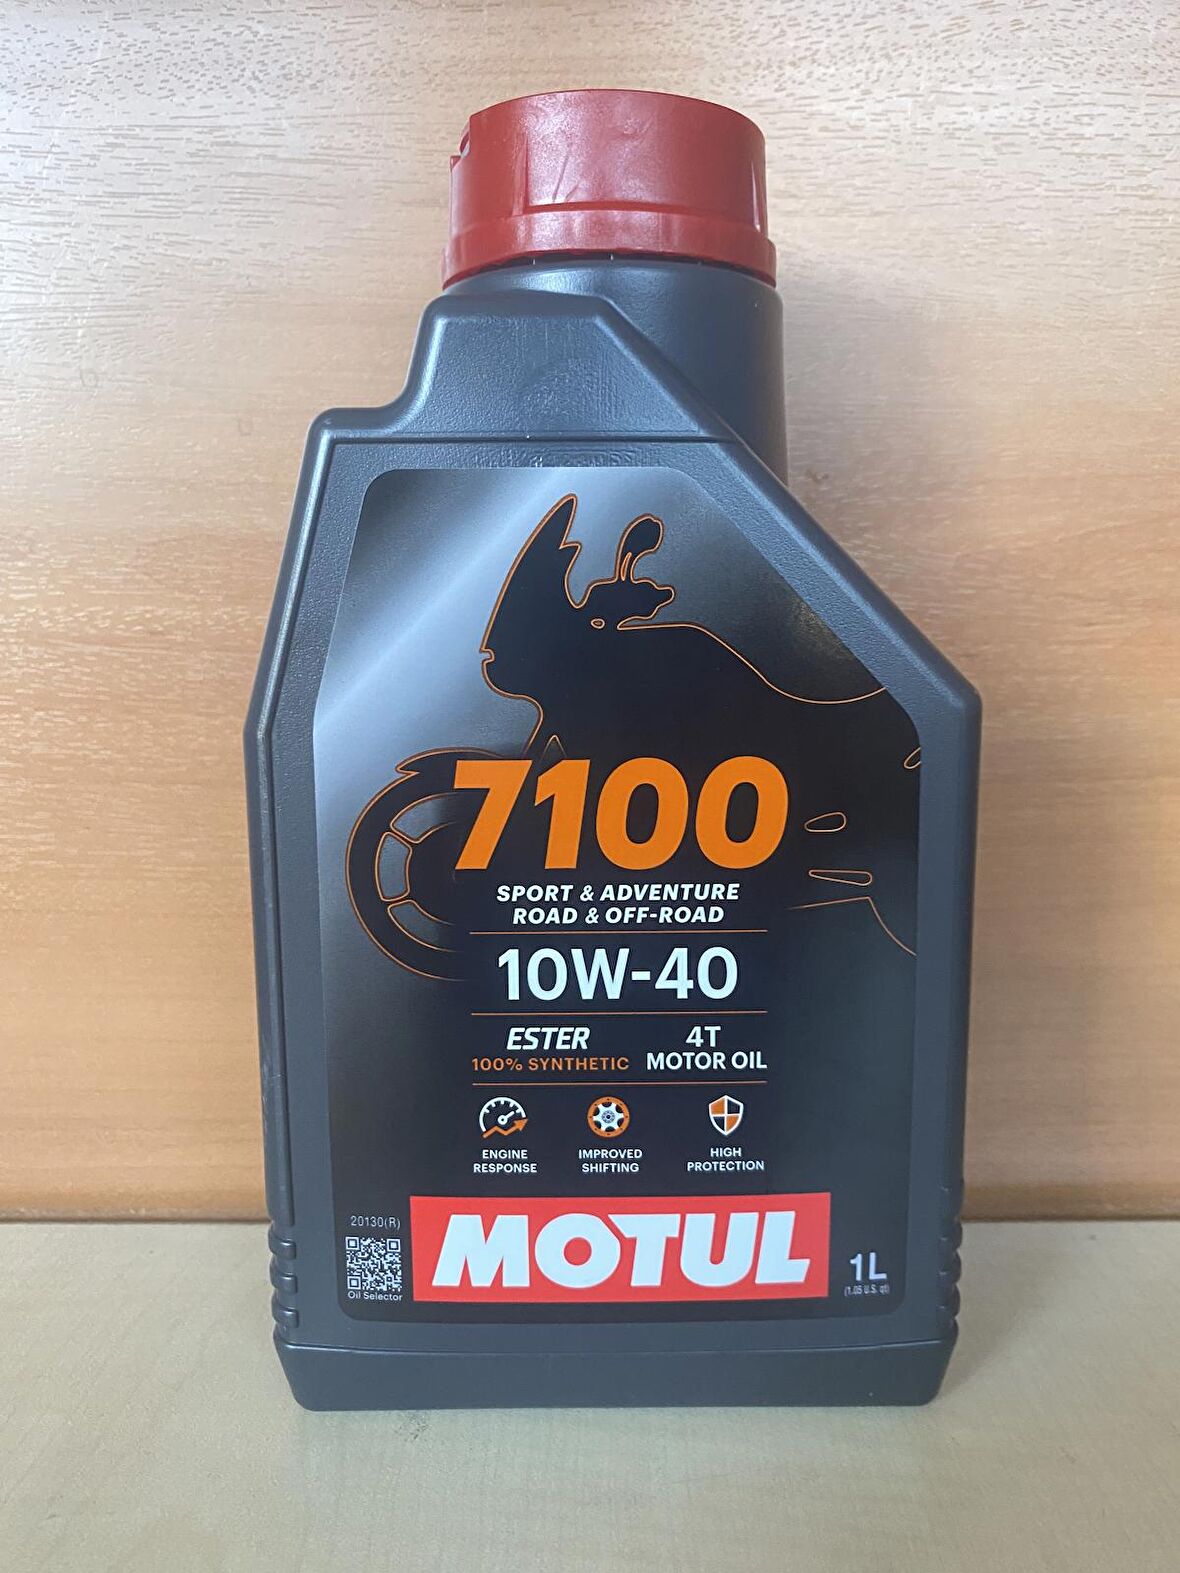 7100
SPORT & ADVENTURE
ROAD & OFF-ROAD
10W-40
ESTER
100% SYNTHETIC
4T
MOTOR OIL
ENGINE
RESPONSE
IMPROVED
SHIFTING
HIGH
PROTECTION
20130(R)
Oil Selector
MOTUL
1L
(1.05 U.S. qt)